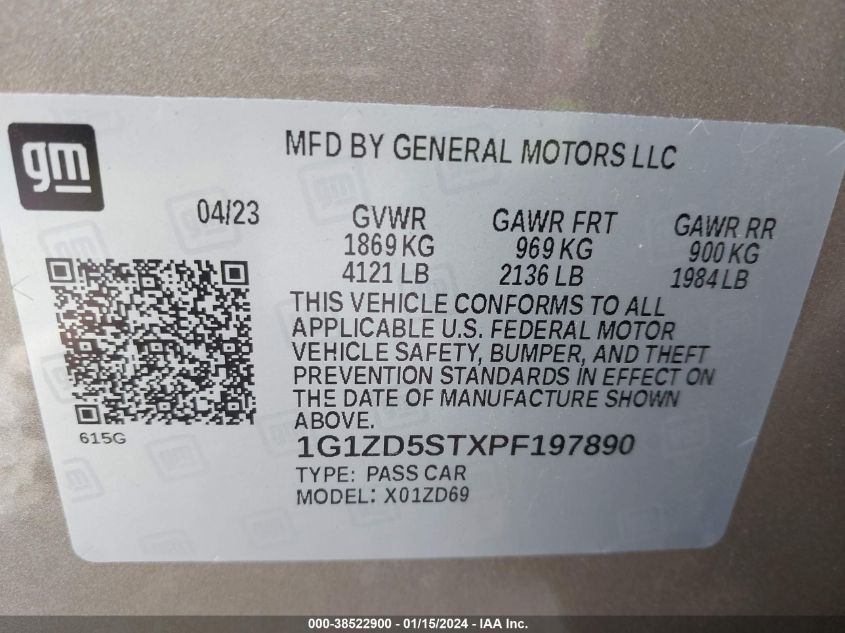 gm
MFD BY GENERAL MOTORS LLC
04/23
GVWR
1869 KG
4121 LB
GAWR FRT
969 KG
2136 LB
GAWR RR
900 KG
1984 LB
THIS VEHICLE CONFORMS TO ALL
APPLICABLE U.S. FEDERAL MOTOR
VEHICLE SAFETY, BUMPER, AND THEFT
PREVENTION STANDARDS IN EFFECT ON
THE DATE OF MANUFACTURE SHOWN
ABOVE.
615G
1G1ZD5STXPF197890
TYPE: PASS CAR
MODEL: X01ZD69
000-38522900 - 01/15/2024 - IAA Inc.